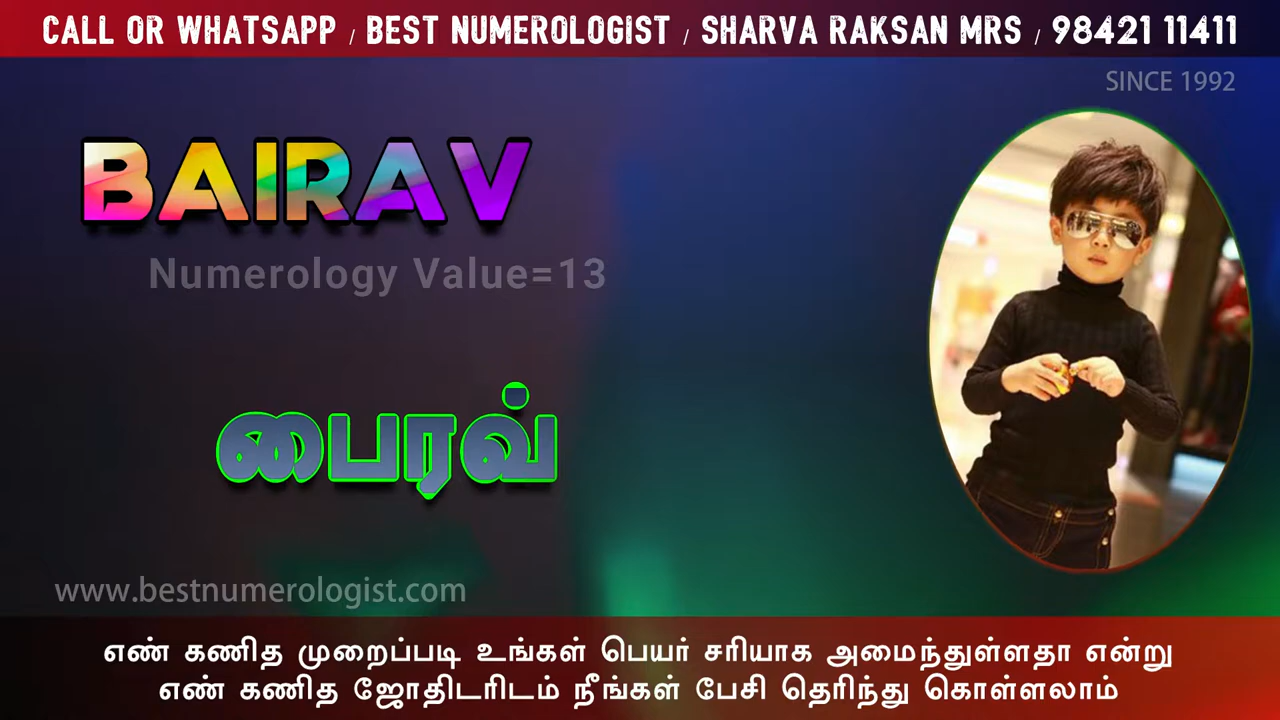 CALL OR WHATSAPP / BEST NUMEROLOGIST / SHARVA RAKSAN MRS / 98421 11411
SINCE 1992
BAIRAV
Numerology Value=13
பைரவ்
www.bestnumerologist.com
எண் கணித முறைப்படி உங்கள் பெயர் சரியாக அமைந்துள்ளதா என்று
எண் கணித ஜோதிடரிடம் நீங்கள் பேசி தெரிந்து கொள்ளலாம்